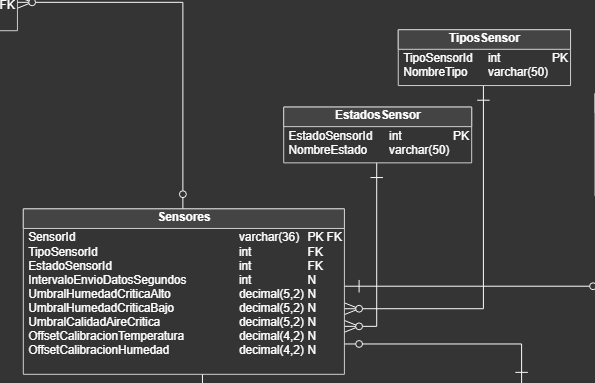 FK
TiposSensor
TipoSensorId int PK
NombreTipo varchar(50)
EstadosSensor
EstadoSensorId int PK
NombreEstado varchar(50)
Sensores
SensorId varchar(36) PK FK
TipoSensorId int FK
EstadoSensorId int FK
IntervaloEnvioDatosSegundos int N
UmbralHumedadCriticaAlto decimal(5,2) N
UmbralHumedadCriticaBajo decimal(5,2) N
UmbralCalidadAireCritica decimal(5,2) N
OffsetCalibracionTemperatura decimal(4,2) N
OffsetCalibracionHumedad decimal(4,2) N